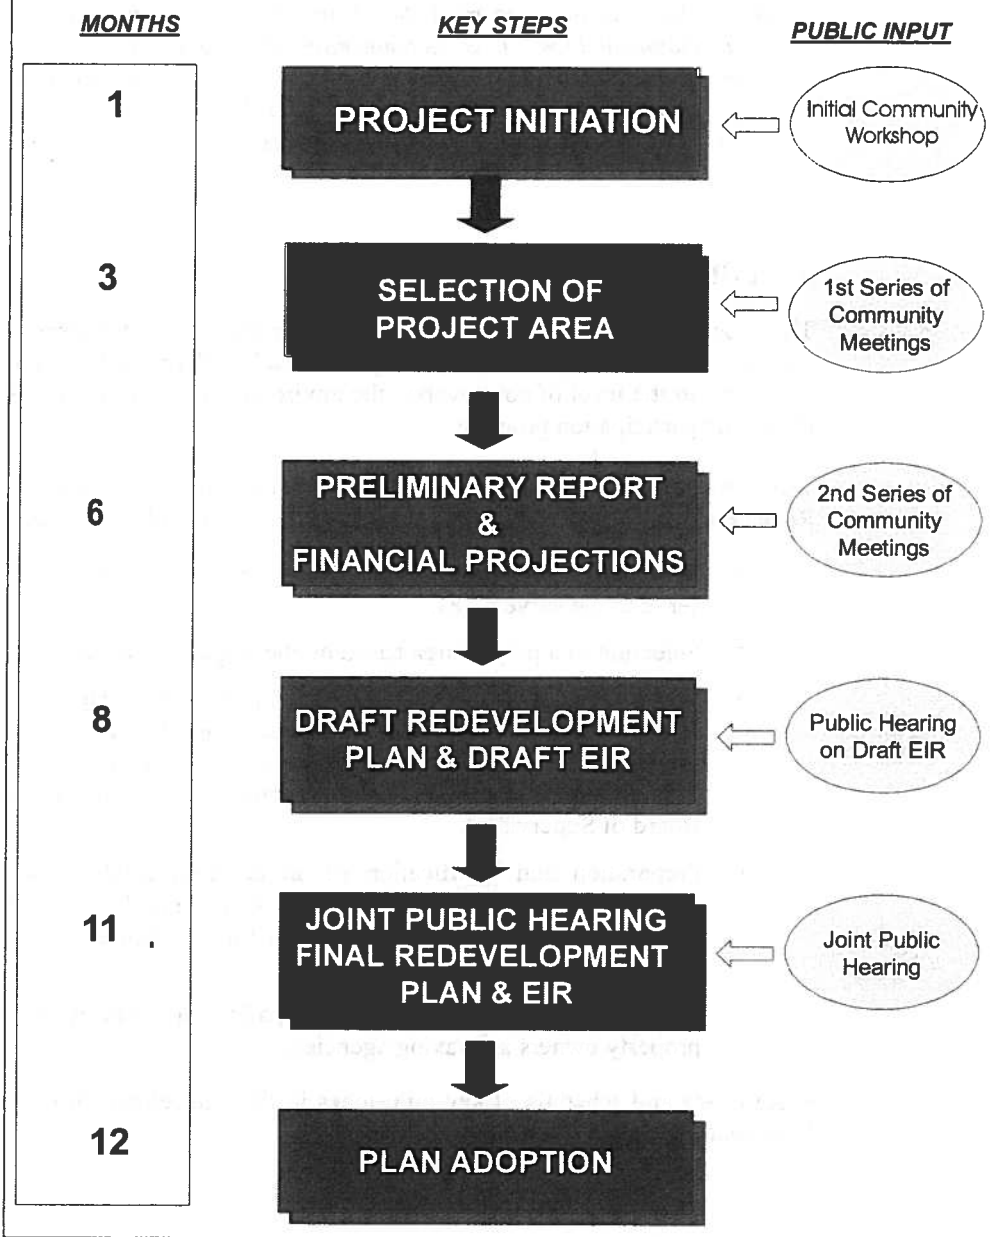 MONTHS KEY STEPS PUBLIC INPUT
1
PROJECT INITIATION
Initial Community
Workshop
3
SELECTION OF
PROJECT AREA
1st Series of
Community
Meetings
6
PRELIMINARY REPORT
&
FINANCIAL PROJECTIONS
2nd Series of
Community
Meetings
8
DRAFT REDEVELOPMENT
PLAN & DRAFT EIR
Public Hearing
on Draft EIR
11
JOINT PUBLIC HEARING
FINAL REDEVELOPMENT
PLAN & EIR
Joint Public
Hearing
12
PLAN ADOPTION